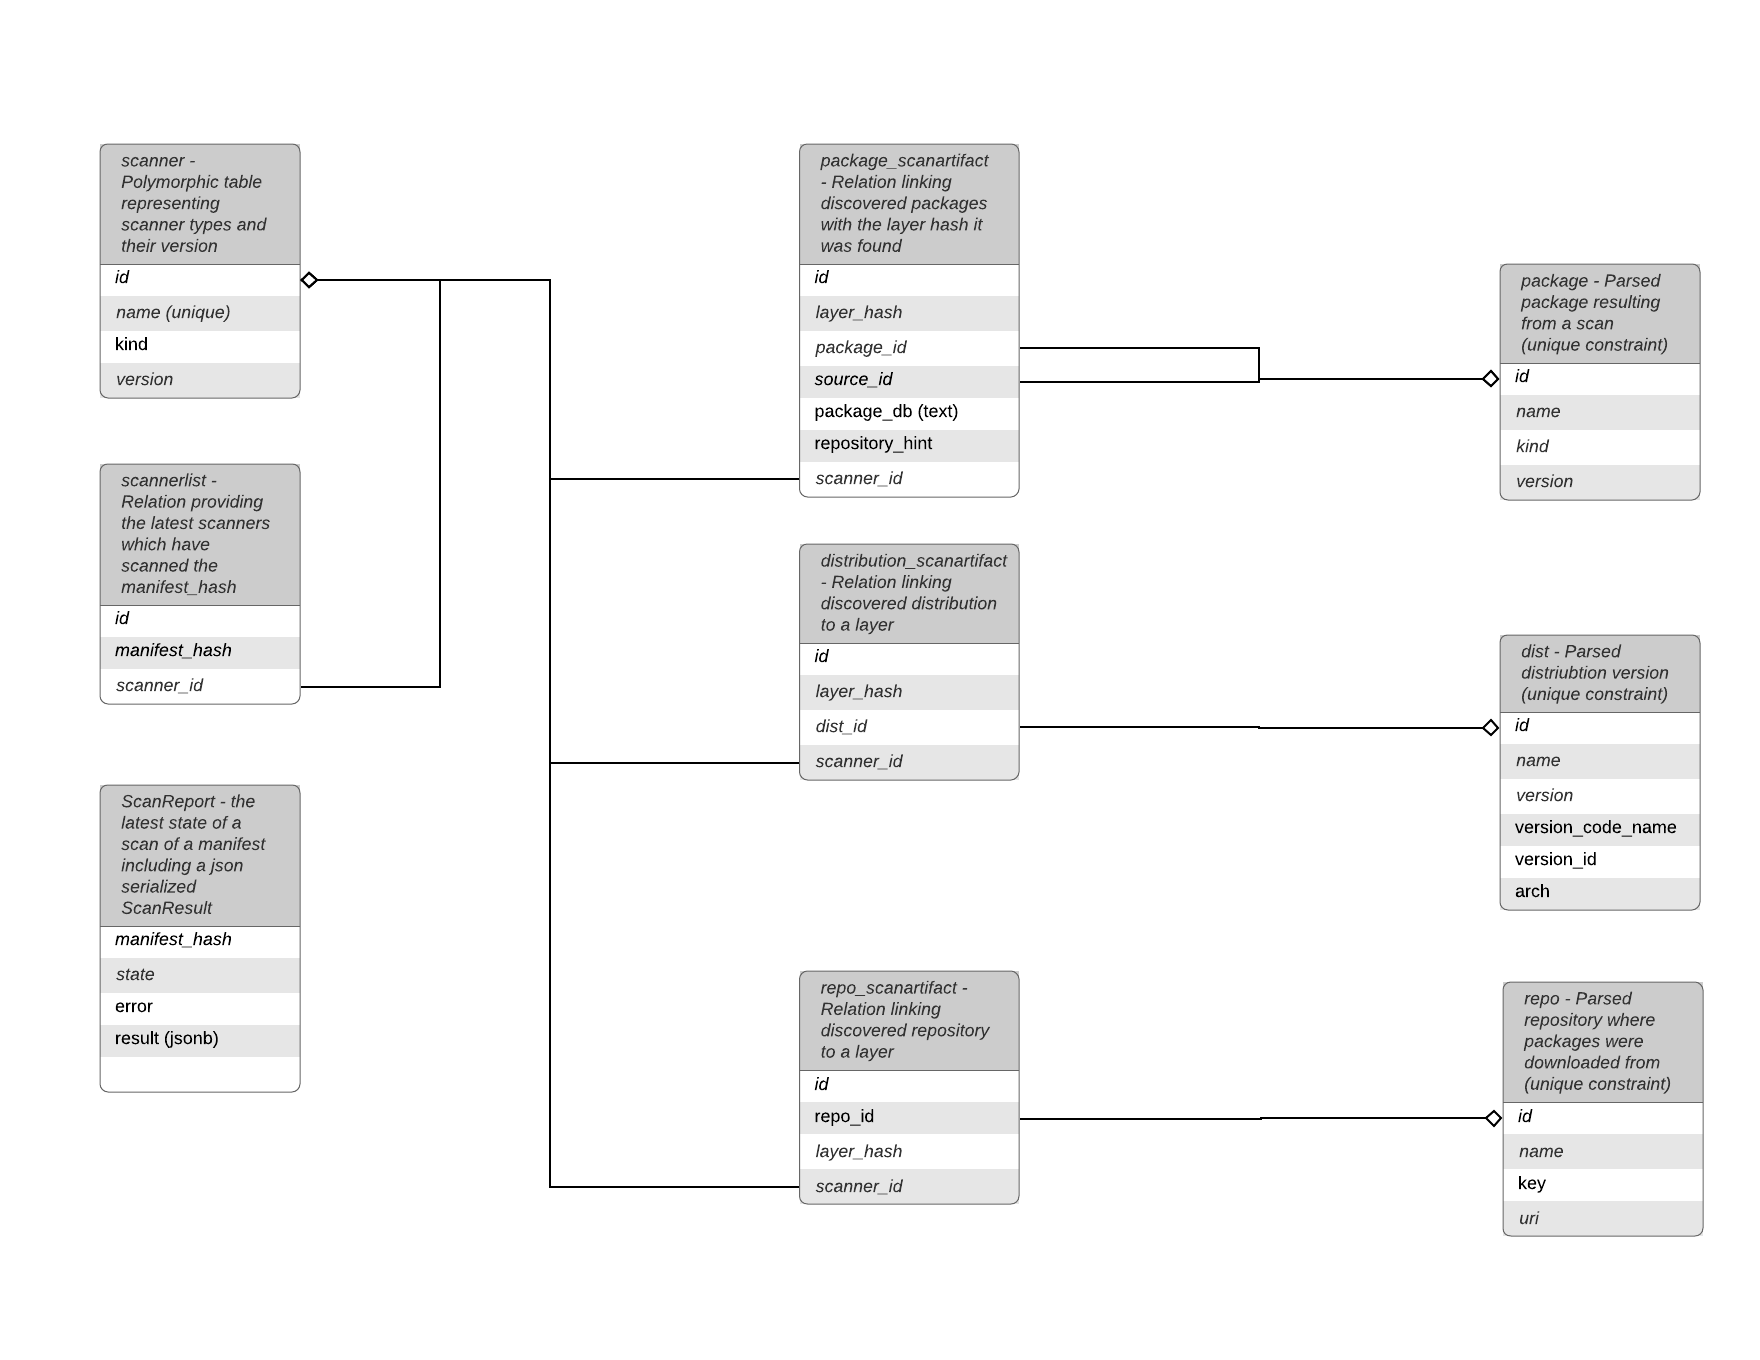 scanner -
Polymorphic table
representing
scanner types and
their version
id
name (unique)
kind
version
scannerlist -
Relation providing
the latest scanners
which have
scanned the
manifest_hash
id
manifest_hash
scanner_id
ScanReport - the
latest state of a
scan of a manifest
including a json
serialized
ScanResult
manifest_hash
state
error
result (jsonb)
package_scanartifact
- Relation linking
discovered packages
with the layer hash it
was found
id
layer_hash
package_id
source_id
package_db (text)
repository_hint
scanner_id
distribution_scanartifact
- Relation linking
discovered distribution
to a layer
id
layer_hash
dist_id
scanner_id
repo_scanartifact -
Relation linking
discovered repository
to a layer
id
repo_id
layer_hash
scanner_id
package - Parsed
package resulting
from a scan
(unique constraint)
id
name
kind
version
dist - Parsed
distriubtion version
(unique constraint)
id
name
version
version_code_name
version_id
arch
repo - Parsed
repository where
packages were
downloaded from
(unique constraint)
id
name
key
uri